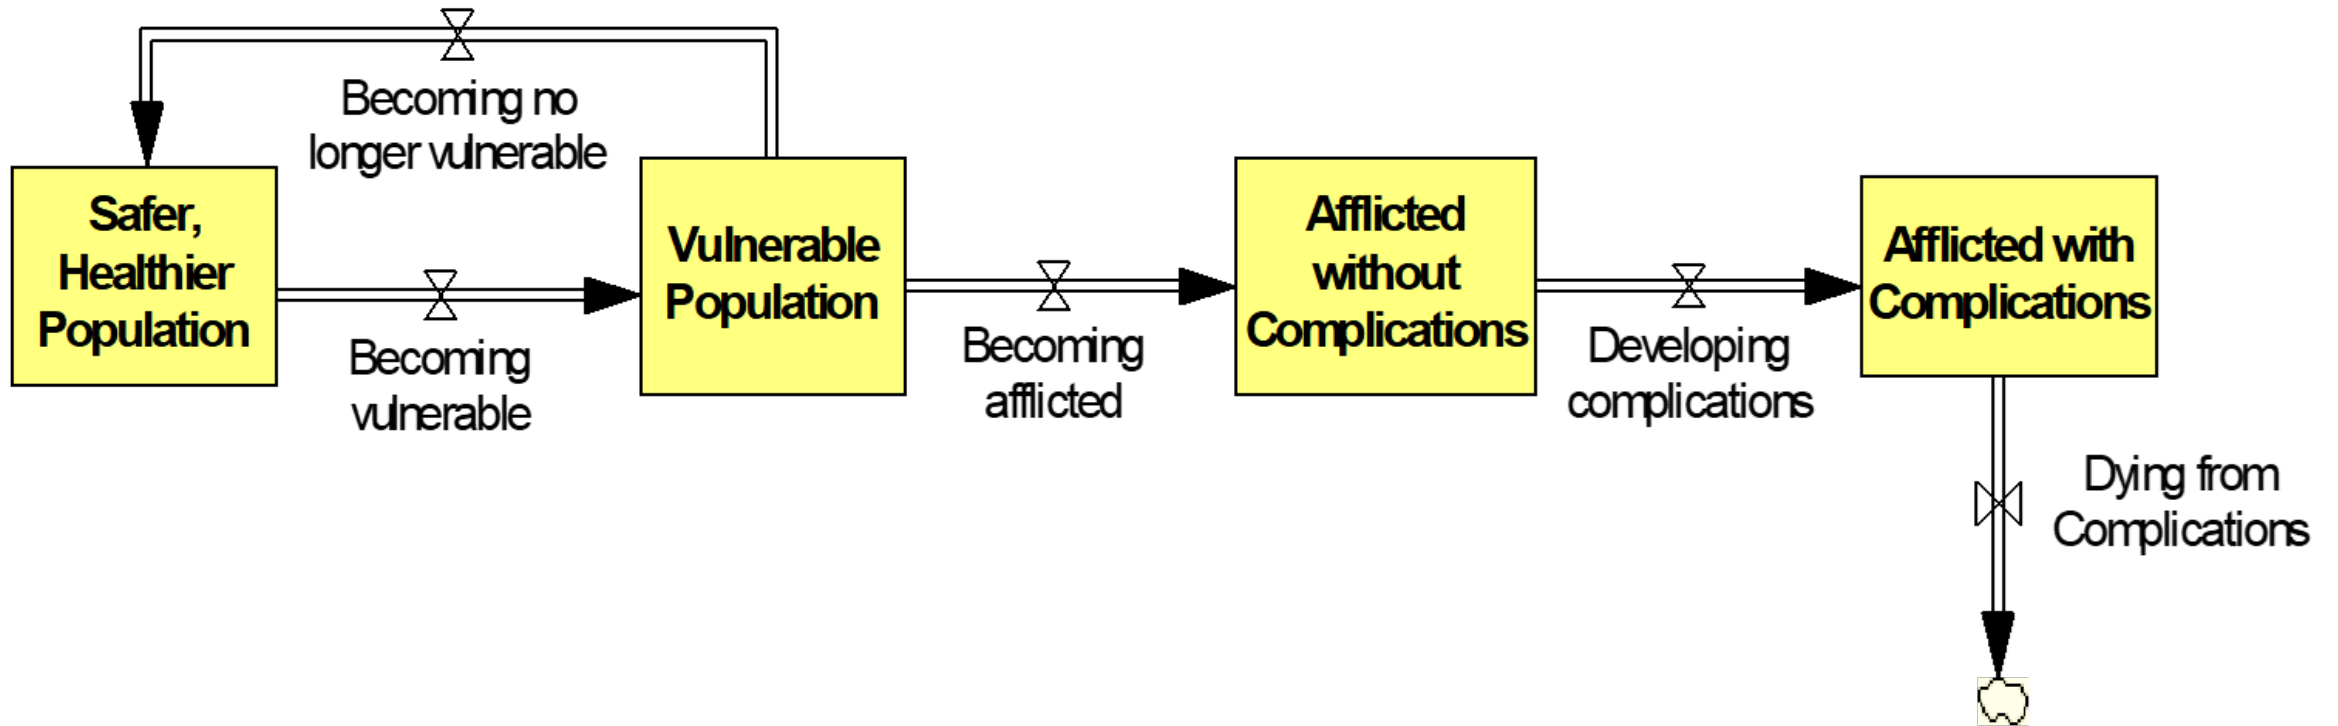 Becoming no
longer vulnerable
Safer,
Healthier
Population
Becoming
vulnerable
Vulnerable
Population
Becoming
afflicted
Afflicted
without
Complications
Developing
complications
Afflicted with
Complications
Dying from
Complications